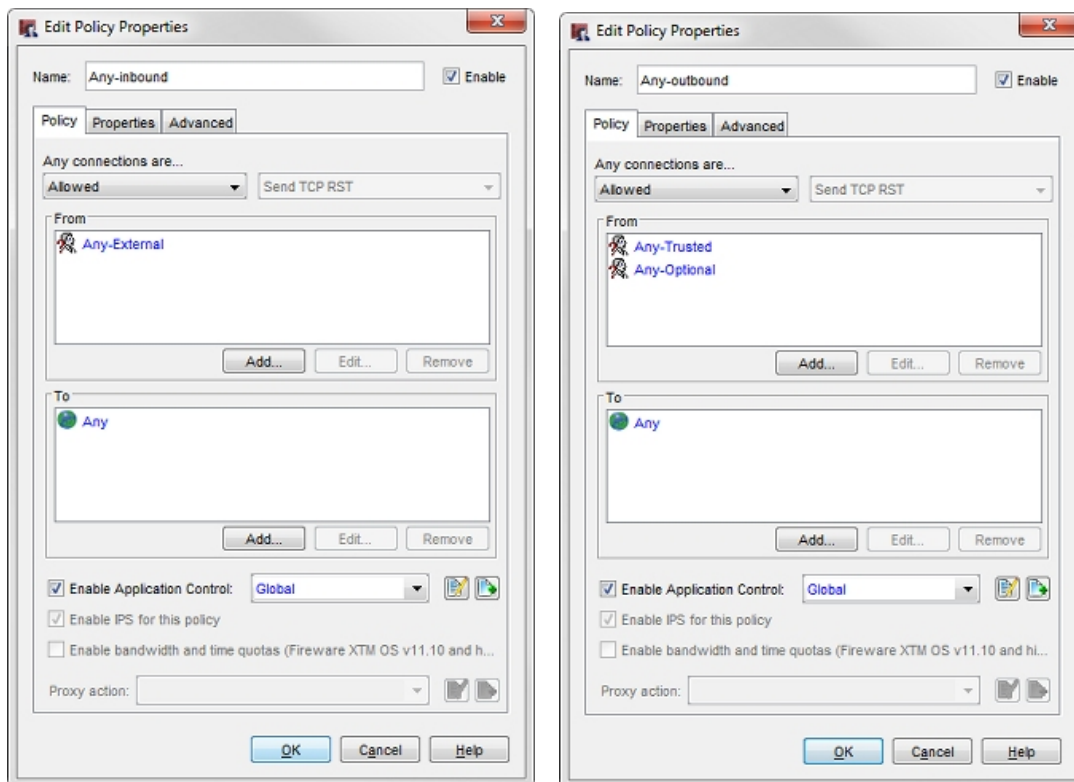 Edit Policy Properties
Name: Any-inbound Enable
Policy Properties Advanced
Any connections are...
Allowed Send TCP RST
From
Any-External
Add... Edit... Remove
To
Any
Add... Edit... Remove
Enable Application Control: Global
Enable IPS for this policy
Enable bandwidth and time quotas (Fireware XTM OS v11.10 and h...
Proxy action:
OK Cancel Help
Edit Policy Properties
Name: Any-outbound Enable
Policy Properties Advanced
Any connections are...
Allowed Send TCP RST
From
Any-Trusted
Any-Optional
Add... Edit... Remove
To
Any
Add... Edit... Remove
Enable Application Control: Global
Enable IPS for this policy
Enable bandwidth and time quotas (Fireware XTM OS v11.10 and hi...
Proxy action:
OK Cancel Help